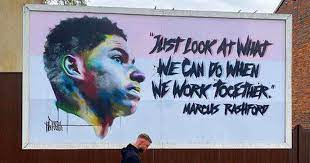 "JUST LOOK AT WHAT
WE CAN DO WHEN
WE WORK TOGETHER."
MARCUS RASHFORD